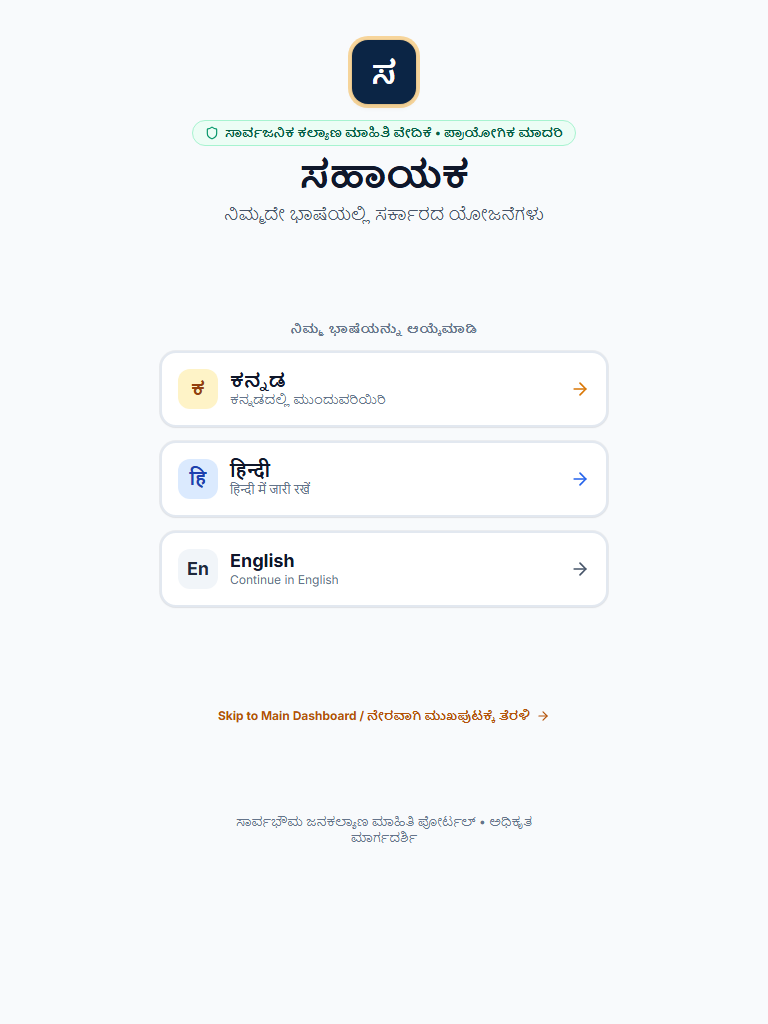 ಸ
ಸಾರ್ವಜನಿಕ ಕಲ್ಯಾಣ ಮಾಹಿತಿ ವೇದಿಕೆ • ಪ್ರಾಯೋಗಿಕ ಮಾದರಿ
ಸಹಾಯಕ
ನಿಮ್ಮದೇ ಭಾಷೆಯಲ್ಲಿ ಸರ್ಕಾರದ ಯೋಜನೆಗಳು
ನಿಮ್ಮ ಭಾಷೆಯನ್ನು ಆಯ್ಕೆಮಾಡಿ
ಕ
ಕನ್ನಡ
ಕನ್ನಡದಲ್ಲಿ ಮುಂದುವರಿಯಿರಿ
हि
हिन्दी
हिन्दी में जारी रखें
En
English
Continue in English
Skip to Main Dashboard / ನೇರವಾಗಿ ಮುಖಪುಟಕ್ಕೆ ತೆರಳಿ →
ಸಾರ್ವಭೌಮ ಜನಕಲ್ಯಾಣ ಮಾಹಿತಿ ಪೋರ್ಟಲ್ • ಅಧಿಕೃತ
ಮಾರ್ಗದರ್ಶಿ